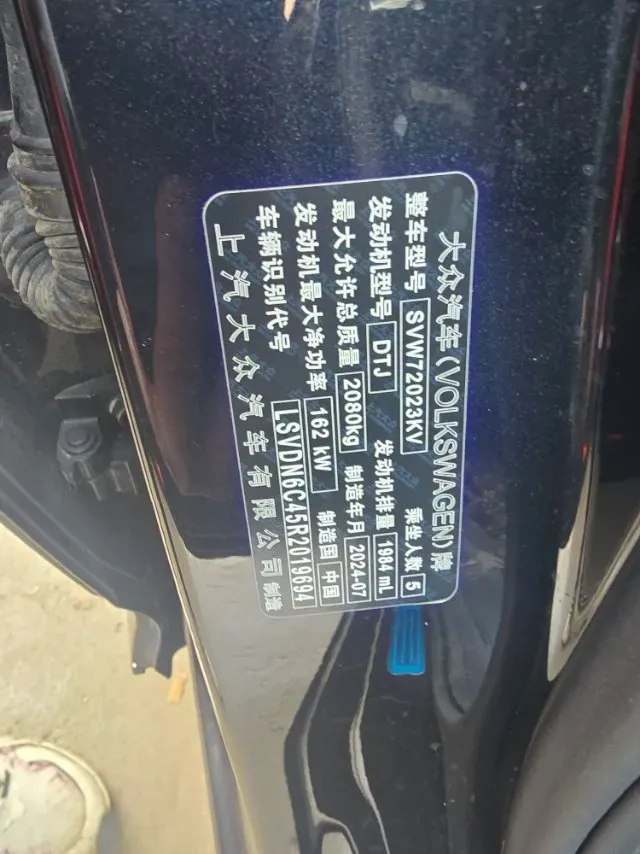 大众汽车(VOLKSWAGEN)牌
整车型号 SVW72023KV 乘坐人数 5
发动机型号 DTJ 发动机排量 1984 mL
最大允许总质量 2080kg 制造年月 2024-07
发动机最大净功率 162 kW 制造国 中国
车辆识别代号 LSVDN6C45R2019694
上汽大众汽车有限公司 制造